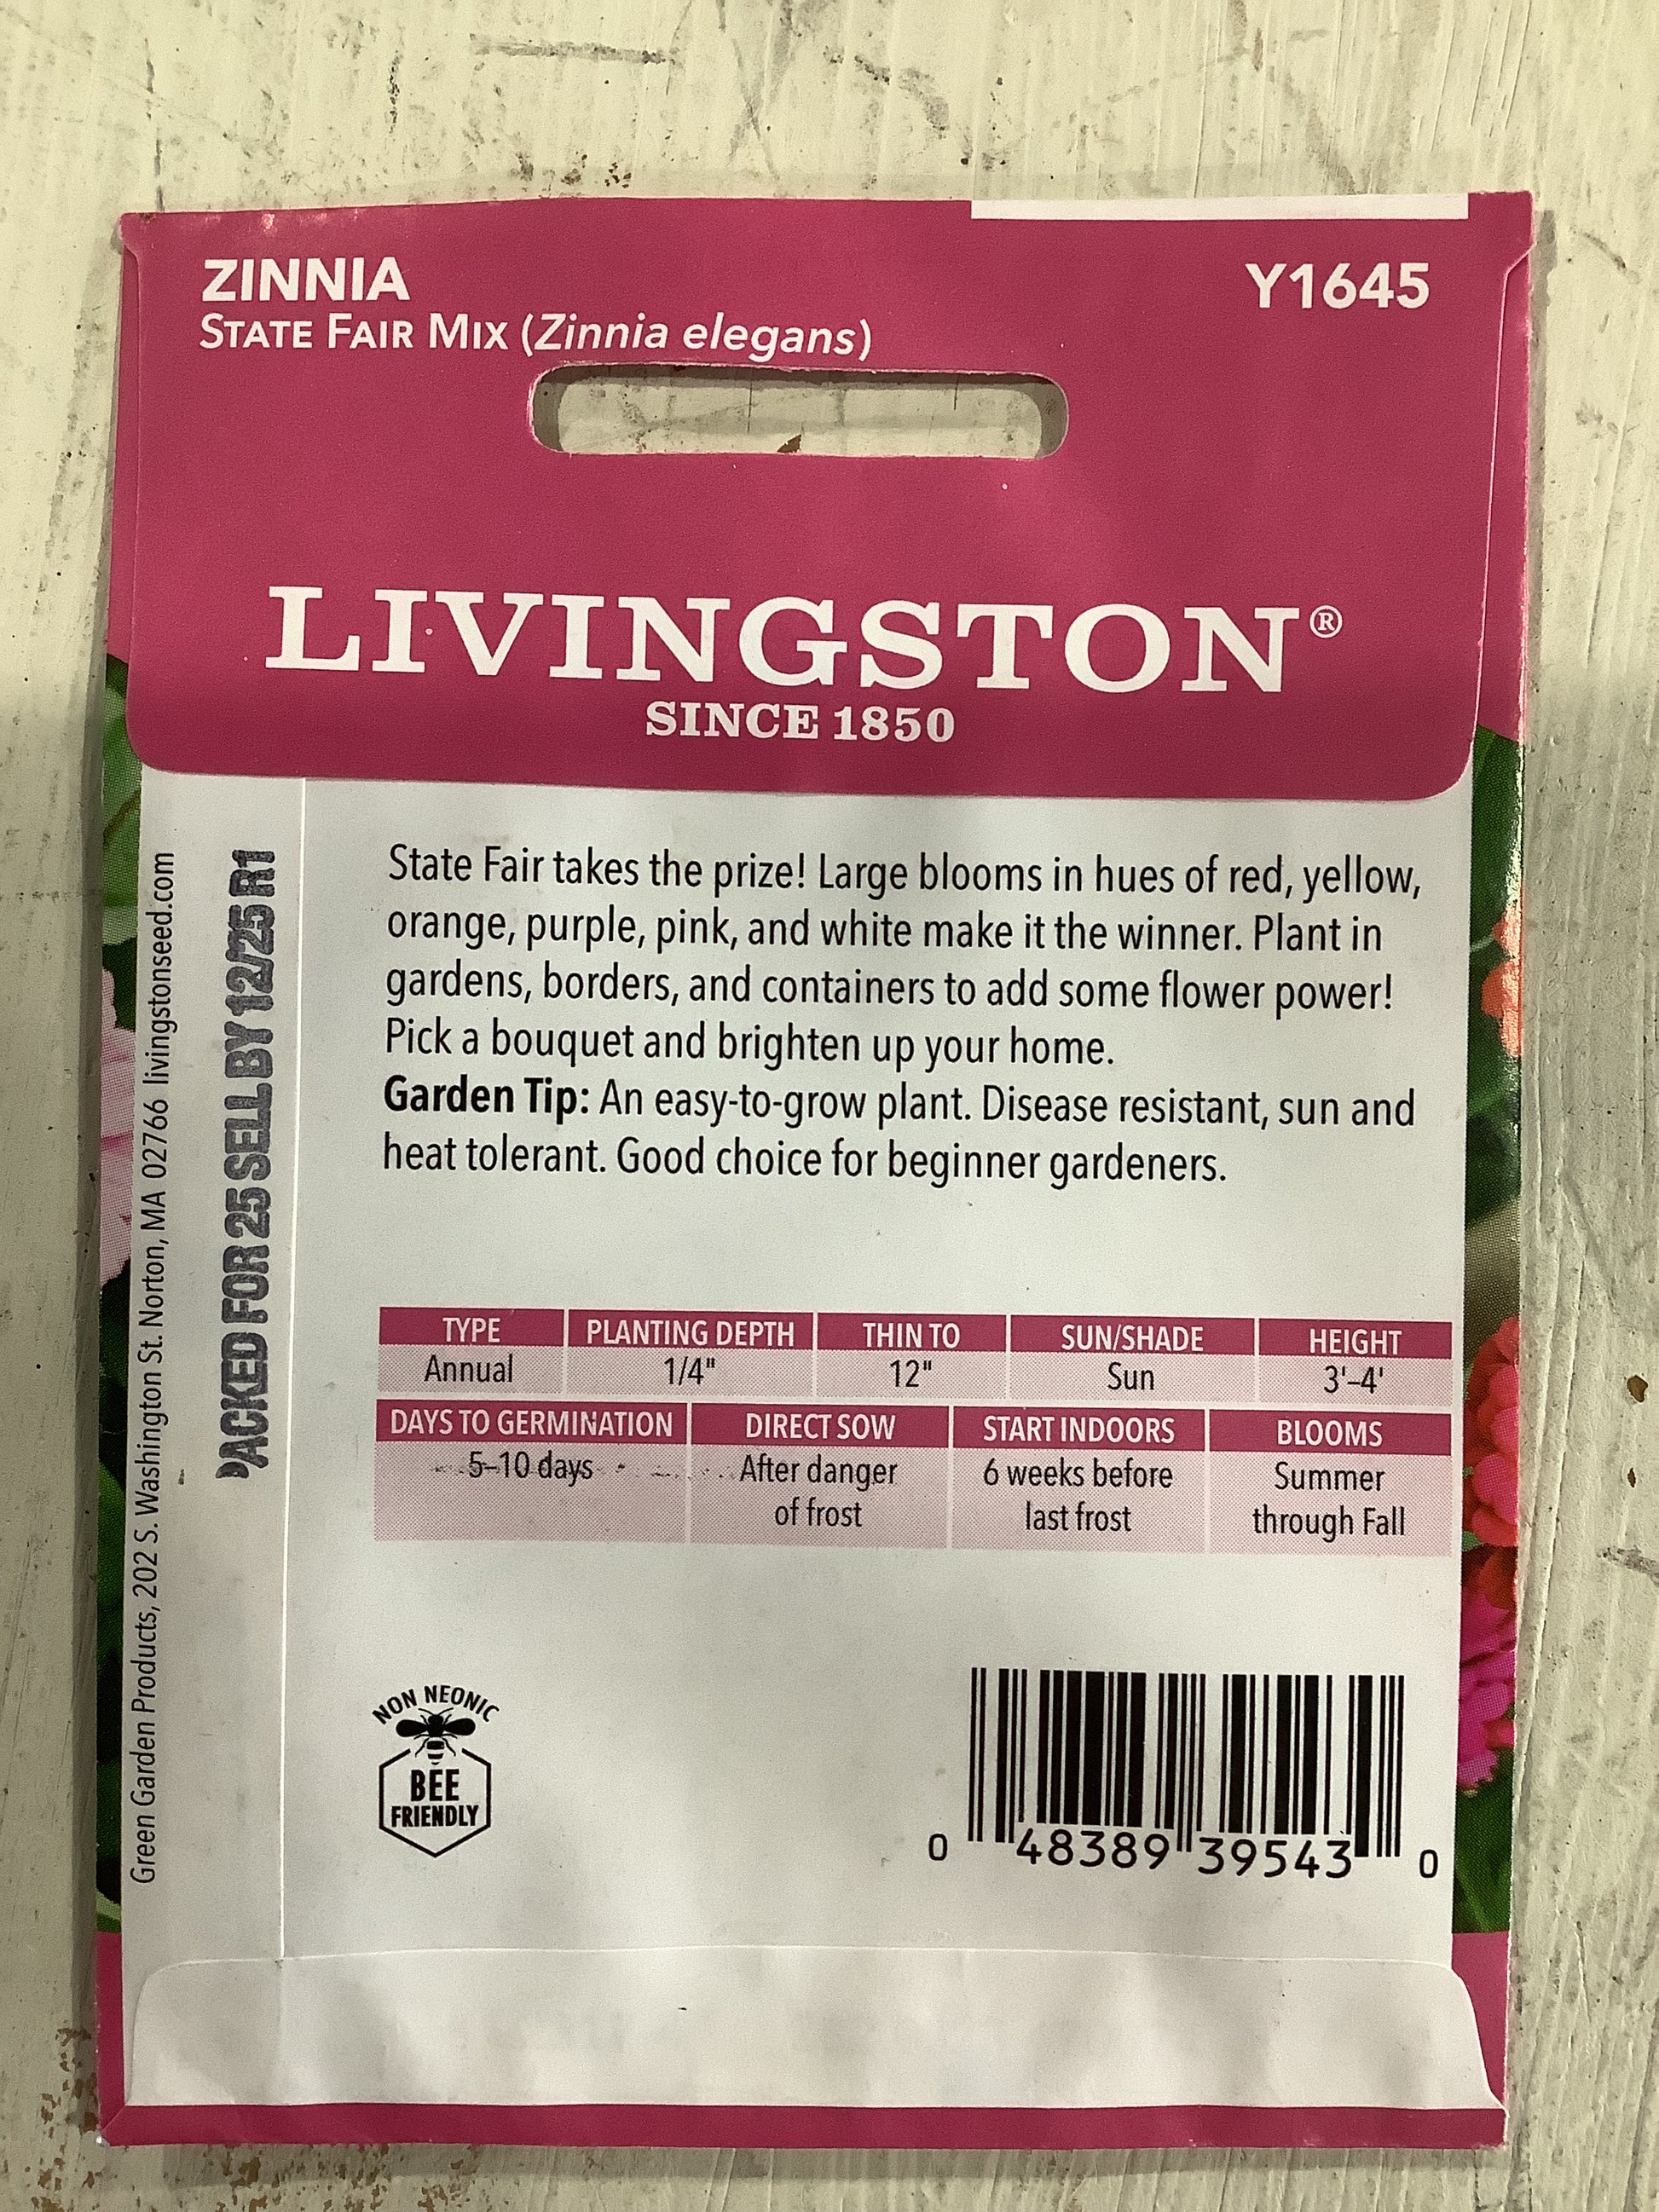 ZINNIA
Y1645
STATE FAIR MIX (Zinnia elegans)
LIVINGSTON®
SINCE 1850
State Fair takes the prize! Large blooms in hues of red, yellow,
orange, purple, pink, and white make it the winner. Plant in
gardens, borders, and containers to add some flower power!
Pick a bouquet and brighten up your home.
Garden Tip: An easy-to-grow plant. Disease resistant, sun and
heat tolerant. Good choice for beginner gardeners.
TYPE PLANTING DEPTH THIN TO SUN/SHADE HEIGHT
Annual 1/4" 12" Sun 3'–4'
DAYS TO GERMINATION DIRECT SOW START INDOORS BLOOMS
5–10 days After danger 6 weeks before Summer
of frost last frost through Fall
NON NEONIC
BEE
FRIENDLY
0 48389 39543 0
Green Garden Products, 202 S. Washington St. Norton, MA 02766 livingstonseed.com
PACKED FOR 25 SELL BY 12/25 R1